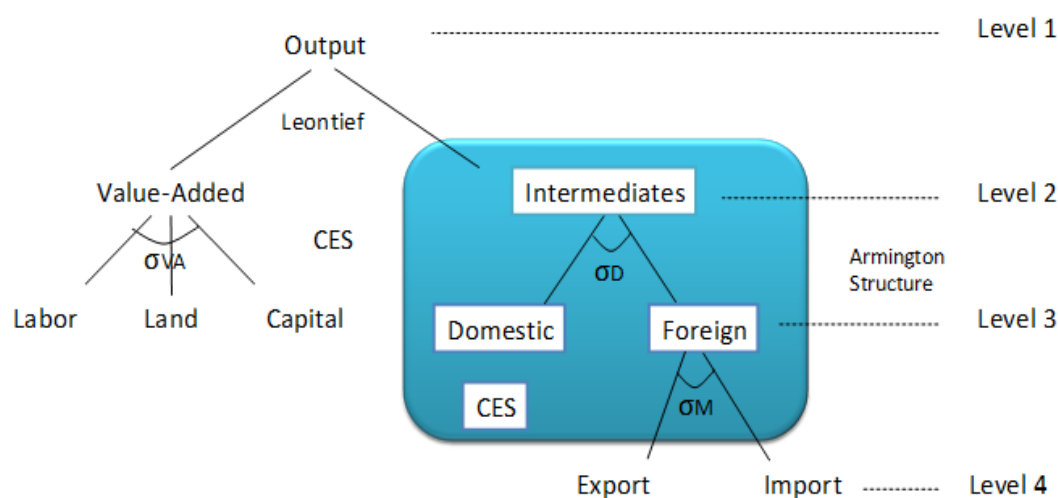 Output
Level 1
Leontief
Value-Added
Intermediates
Level 2
CES
σVA
σD
Armington
Structure
Labor
Land
Capital
Domestic
Foreign
Level 3
CES
σM
Export
Import
Level 4